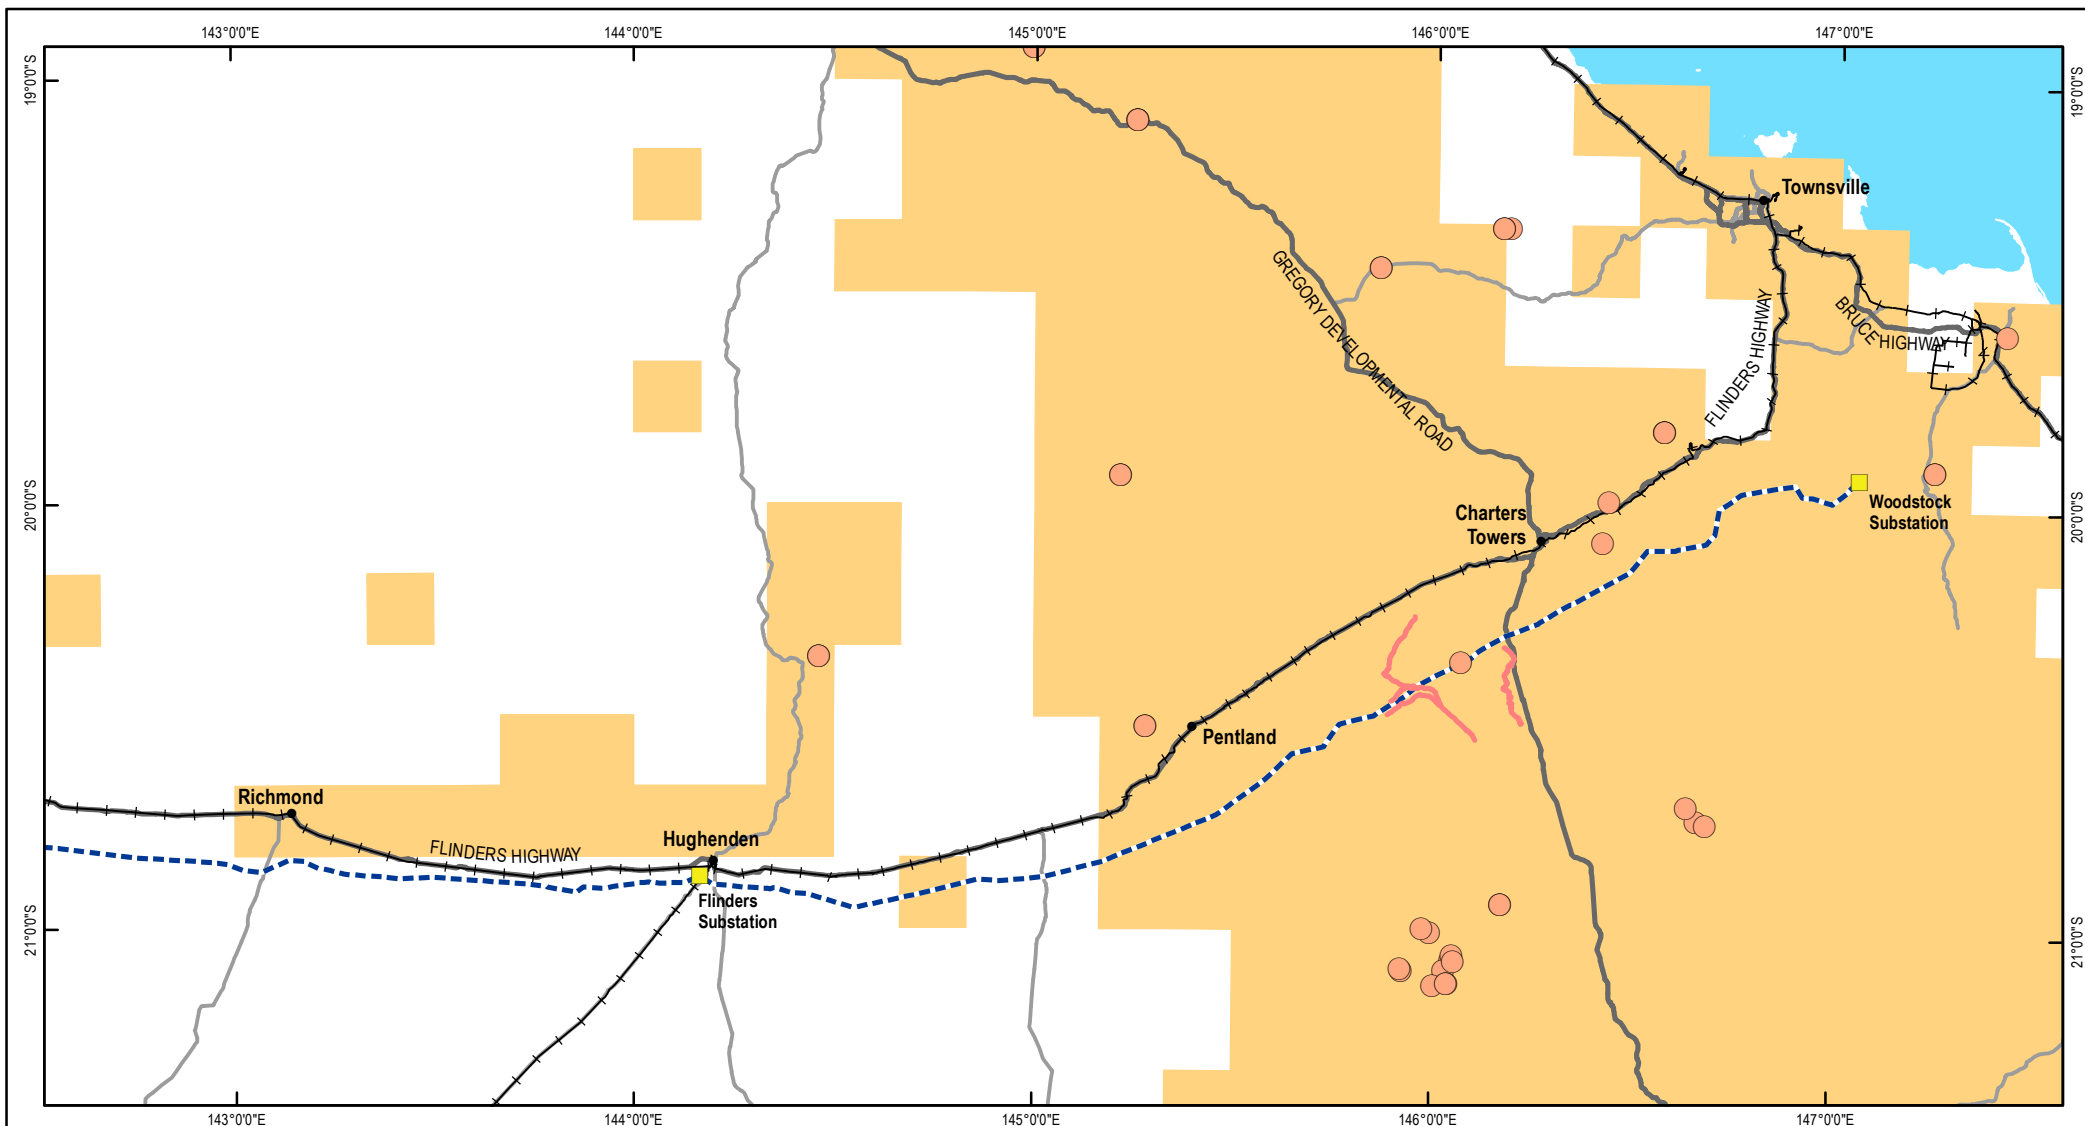 143°0'0"E
144°0'0"E
145°0'0"E
146°0'0"E
147°0'0"E
19°0'0"S
19°0'0"S
Townsville
GREGORY DEVELOPMENTAL ROAD
FLINDERS HIGHWAY
BRUCE HIGHWAY
20°0'0"S
20°0'0"S
Charters
Towers
Woodstock
Substation
Pentland
Richmond
FLINDERS HIGHWAY
Hughenden
Flinders
Substation
21°0'0"S
21°0'0"S
143°0'0"E
144°0'0"E
145°0'0"E
146°0'0"E
147°0'0"E